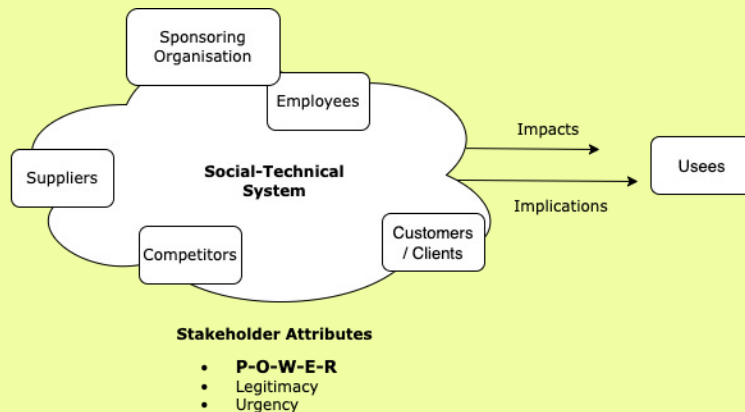 Sponsoring
Organisation
Employees
Impacts
Usees
Suppliers
Social-Technical
System
Implications
Competitors
Customers
/ Clients
Stakeholder Attributes
• P-O-W-E-R
• Legitimacy
• Urgency